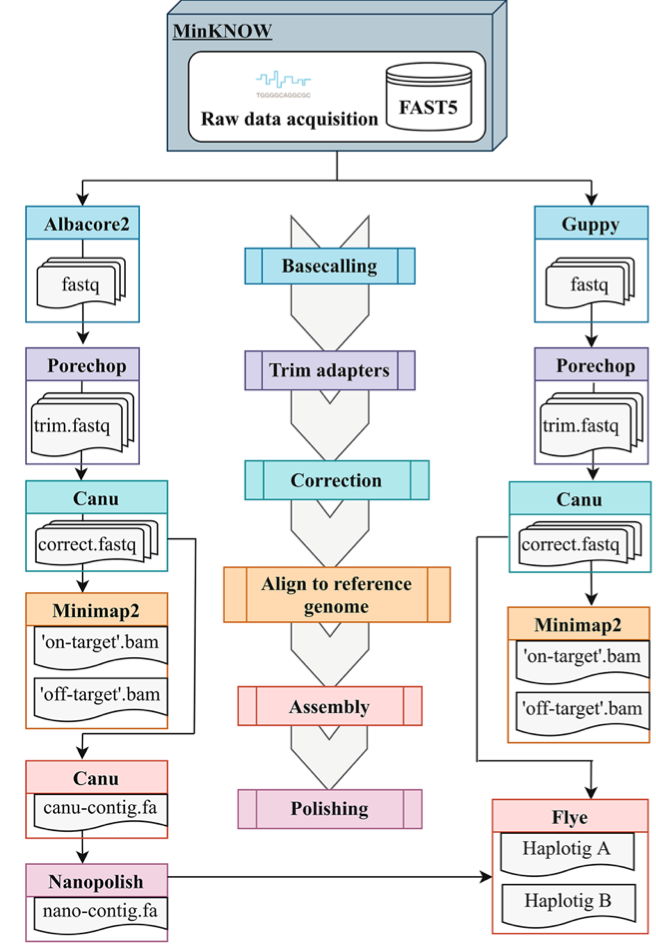 MinKNOW
TGGGGCAGGCGC
Raw data acquisition
FAST5
Albacore2
fastq
Porechop
trim.fastq
Canu
correct.fastq
Minimap2
'on-target'.bam
'off-target'.bam
Canu
canu-contig.fa
Nanopolish
nano-contig.fa
Basecalling
Trim adapters
Correction
Align to reference
genome
Assembly
Polishing
Guppy
fastq
Porechop
trim.fastq
Canu
correct.fastq
Minimap2
'on-target'.bam
'off-target'.bam
Flye
Haplotig A
Haplotig B